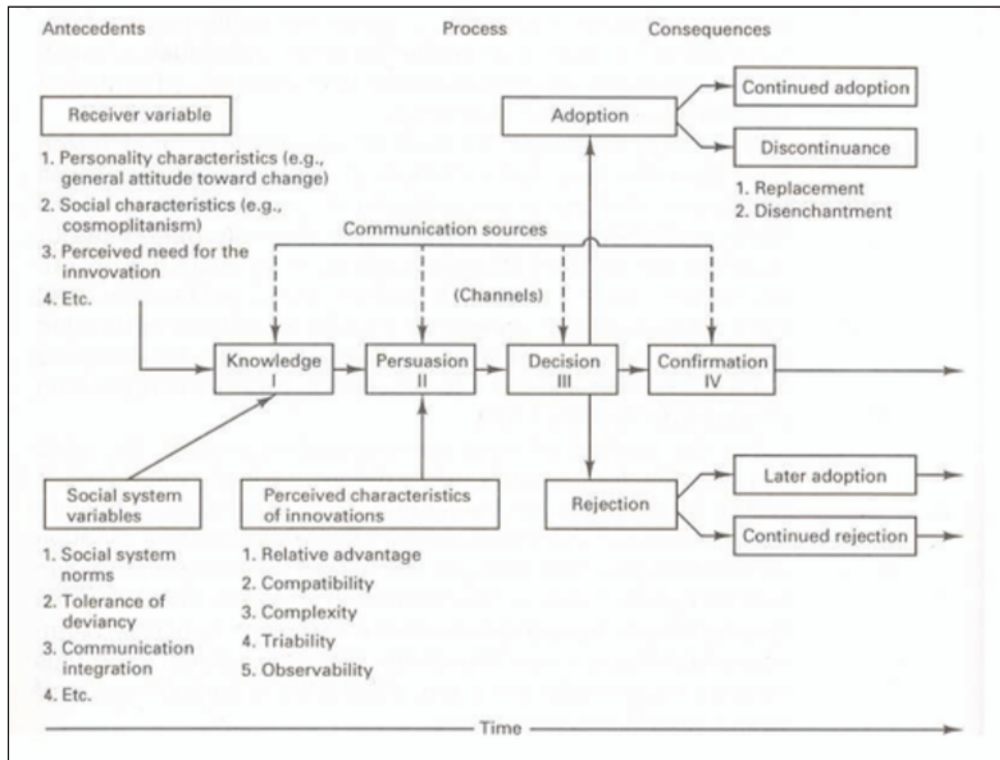 Antecedents
Process
Consequences
Receiver variable
1. Personality characteristics (e.g.,
general attitude toward change)
2. Social characteristics (e.g.,
cosmoplitanism)
3. Perceived need for the
innvovation
4. Etc.
Adoption
Continued adoption
Discontinuance
1. Replacement
2. Disenchantment
Communication sources
(Channels)
Knowledge
I
Persuasion
II
Decision
III
Confirmation
IV
Social system
variables
1. Social system
norms
2. Tolerance of
deviancy
3. Communication
integration
4. Etc.
Perceived characteristics
of innovations
1. Relative advantage
2. Compatibility
3. Complexity
4. Triability
5. Observability
Rejection
Later adoption
Continued rejection
Time